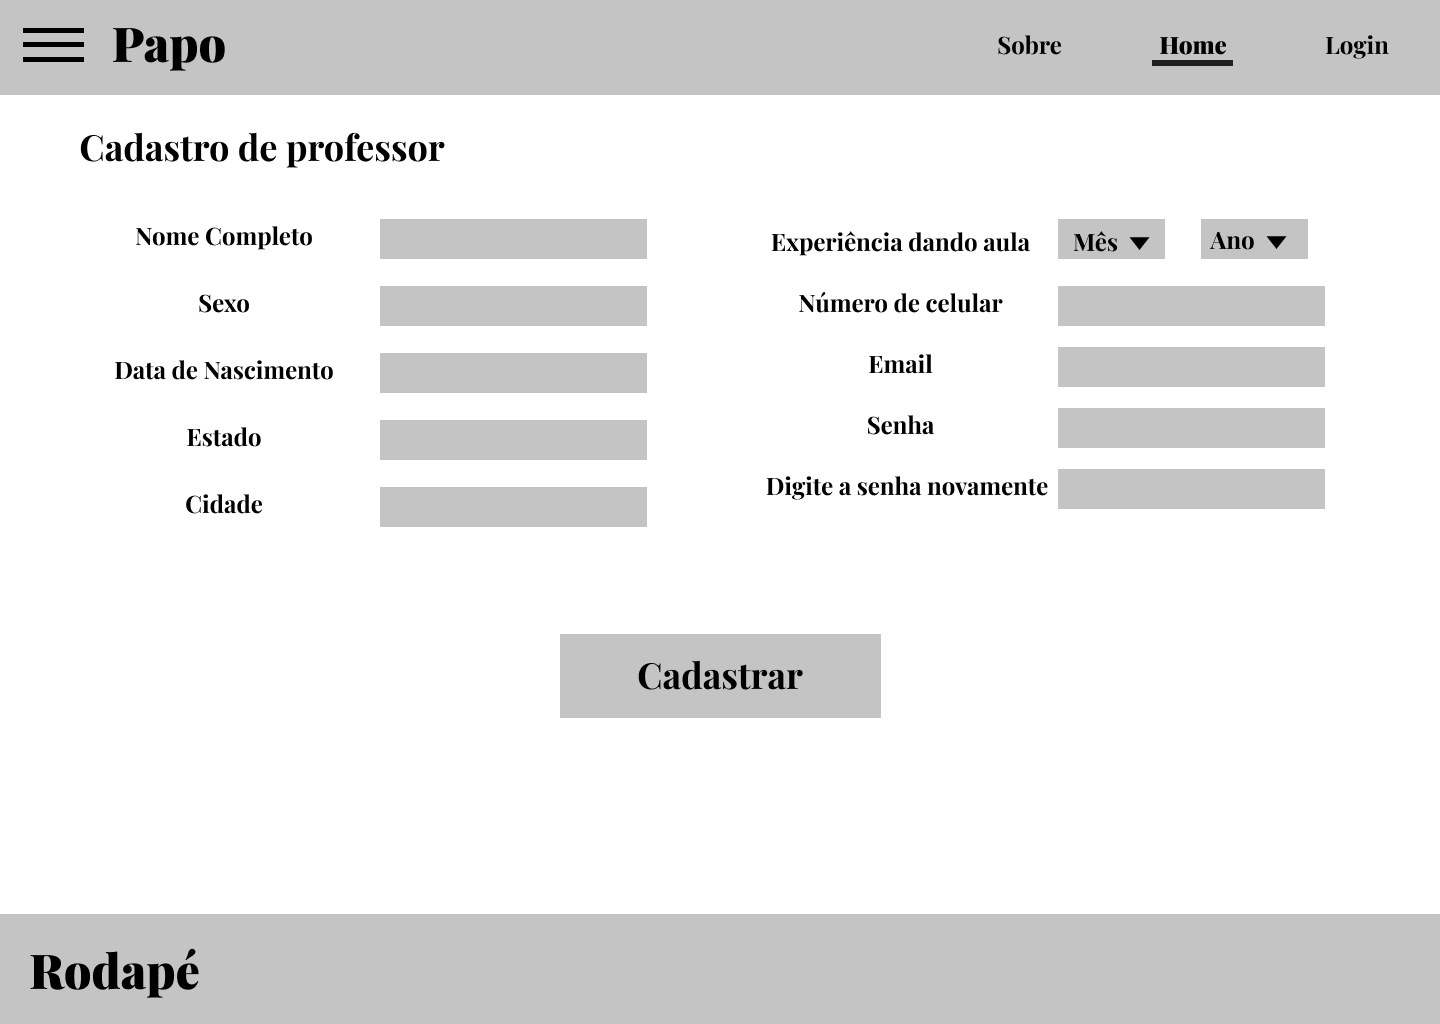 Papo
Sobre
Home
Login
Cadastro de professor
Nome Completo
Sexo
Data de Nascimento
Estado
Cidade
Experiência dando aula
Mês
Ano
Número de celular
Email
Senha
Digite a senha novamente
Cadastrar
Rodapé